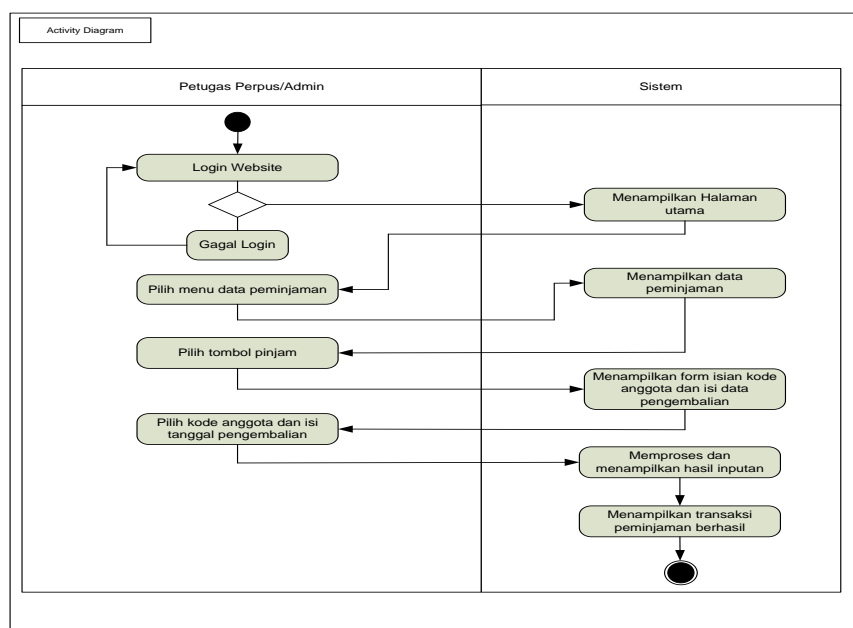 Activity Diagram
Petugas Perpus/Admin
Sistem
Login Website
Menampilkan Halaman
utama
Gagal Login
Pilih menu data peminjaman
Menampilkan data
peminjaman
Pilih tombol pinjam
Menampilkan form isian kode
anggota dan isi data
pengembalian
Pilih kode anggota dan isi
tanggal pengembalian
Memproses dan
menampilkan hasil inputan
Menampilkan transaksi
peminjaman berhasil